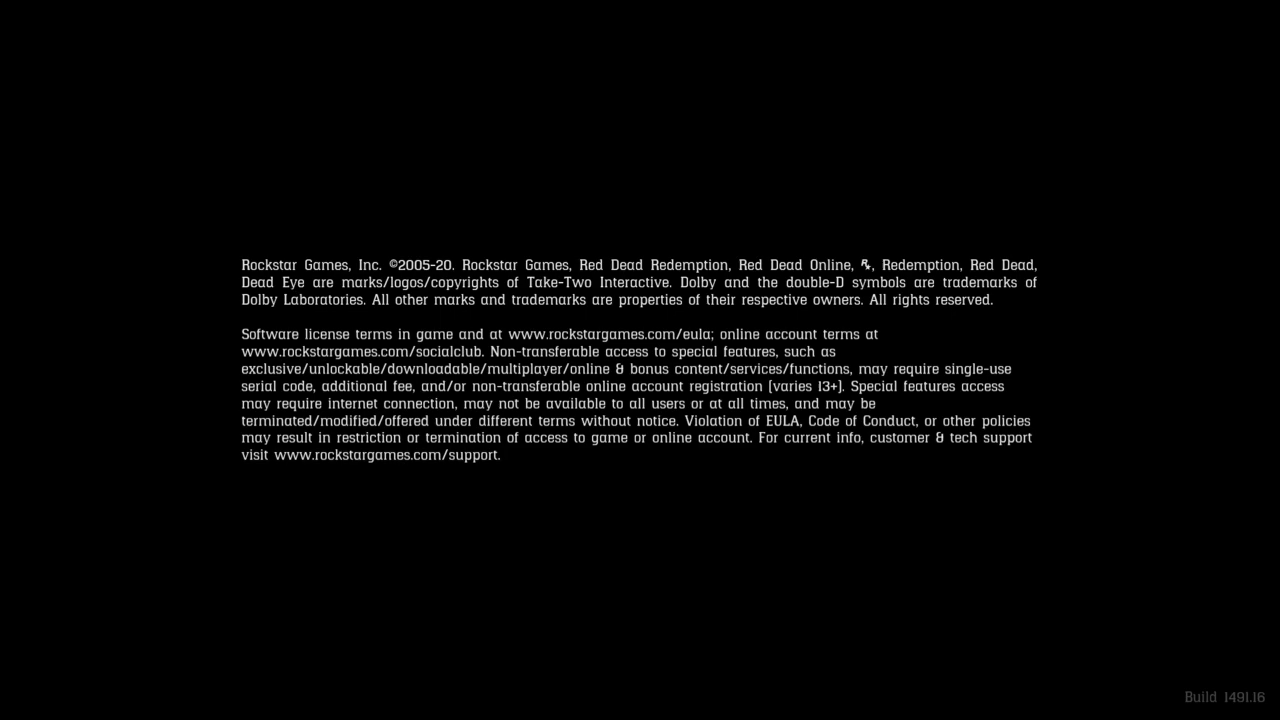 Rockstar Games, Inc. ©2005-20. Rockstar Games, Red Dead Redemption, Red Dead Online, , Redemption, Red Dead,
Dead Eye are marks/logos/copyrights of Take-Two Interactive. Dolby and the double-D symbols are trademarks of
Dolby Laboratories. All other marks and trademarks are properties of their respective owners. All rights reserved.
Software license terms in game and at www.rockstargames.com/eula; online account terms at
www.rockstargames.com/socialclub. Non-transferable access to special features, such as
exclusive/unlockable/downloadable/multiplayer/online & bonus content/services/functions, may require single-use
serial code, additional fee, and/or non-transferable online account registration (varies 13+). Special features access
may require internet connection, may not be available to all users or at all times, and may be
terminated/modified/offered under different terms without notice. Violation of EULA, Code of Conduct, or other policies
may result in restriction or termination of access to game or online account. For current info, customer & tech support
visit www.rockstargames.com/support.
Build 1491.16